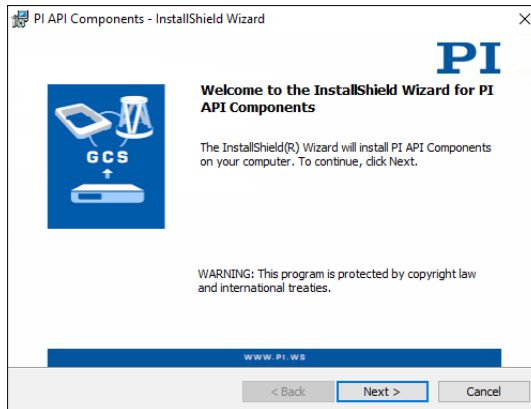 PI API Components - InstallShield Wizard
PI
Welcome to the InstallShield Wizard for PI
API Components
GCS
The InstallShield(R) Wizard will install PI API Components
on your computer. To continue, click Next.
WARNING: This program is protected by copyright law
and international treaties.
WWW.PI.WS
< Back
Next >
Cancel